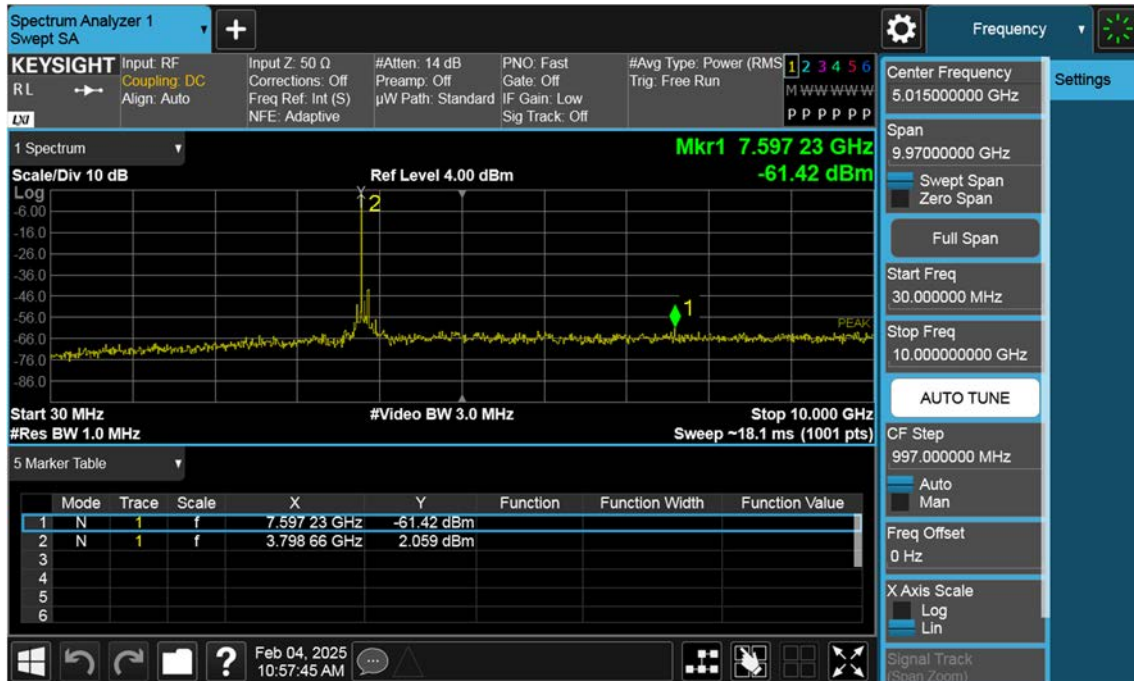 Spectrum Analyzer 1
Swept SA
+
Frequency
KEYSIGHT
RL
LXI
Input: RF
Coupling: DC
Align: Auto
Input Z: 50 Ω
Corrections: Off
Freq Ref: Int (S)
NFE: Adaptive
#Atten: 14 dB
Preamp: Off
µW Path: Standard
PNO: Fast
Gate: Off
IF Gain: Low
Sig Track: Off
#Avg Type: Power (RMS
Trig: Free Run
1 2 3 4 5 6
M W W W W W
P P P P P P
1 Spectrum
Mkr1 7.597 23 GHz
Scale/Div 10 dB
Ref Level 4.00 dBm
-61.42 dBm
Log
2
-6.00
-16.0
-26.0
-36.0
-46.0
-56.0
-66.0
-76.0
-86.0
1
PEAK
Start 30 MHz
#Video BW 3.0 MHz
Stop 10.000 GHz
#Res BW 1.0 MHz
Sweep ~18.1 ms (1001 pts)
5 Marker Table
Mode Trace Scale X Y Function Function Width Function Value
1 N 1 f 7.597 23 GHz -61.42 dBm
2 N 1 f 3.798 66 GHz 2.059 dBm
3
4
5
6
Feb 04, 2025
10:57:45 AM
?
Center Frequency
5.015000000 GHz
Settings
Span
9.97000000 GHz
Swept Span
Zero Span
Full Span
Start Freq
30.000000 MHz
Stop Freq
10.000000000 GHz
AUTO TUNE
CF Step
997.000000 MHz
Auto
Man
Freq Offset
0 Hz
X Axis Scale
Log
Lin
Signal Track
(Span Zoom)